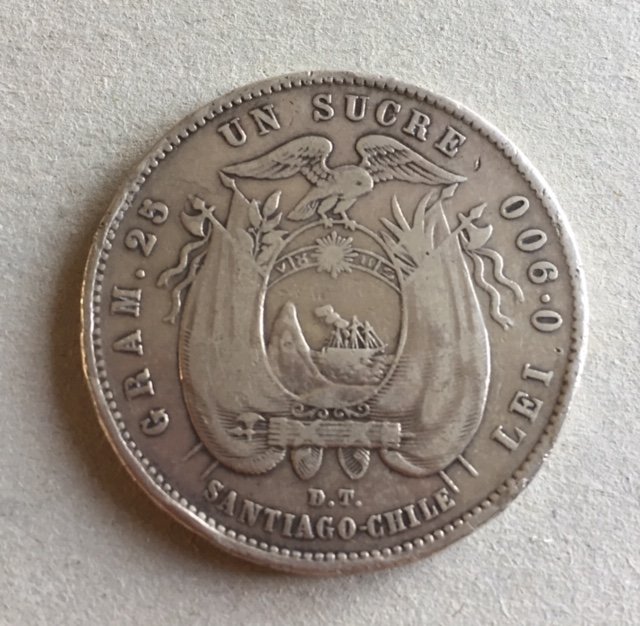 UN SUCRE
GRAM. 25
LEI 0.900
D.T.
SANTIAGO-CHILE